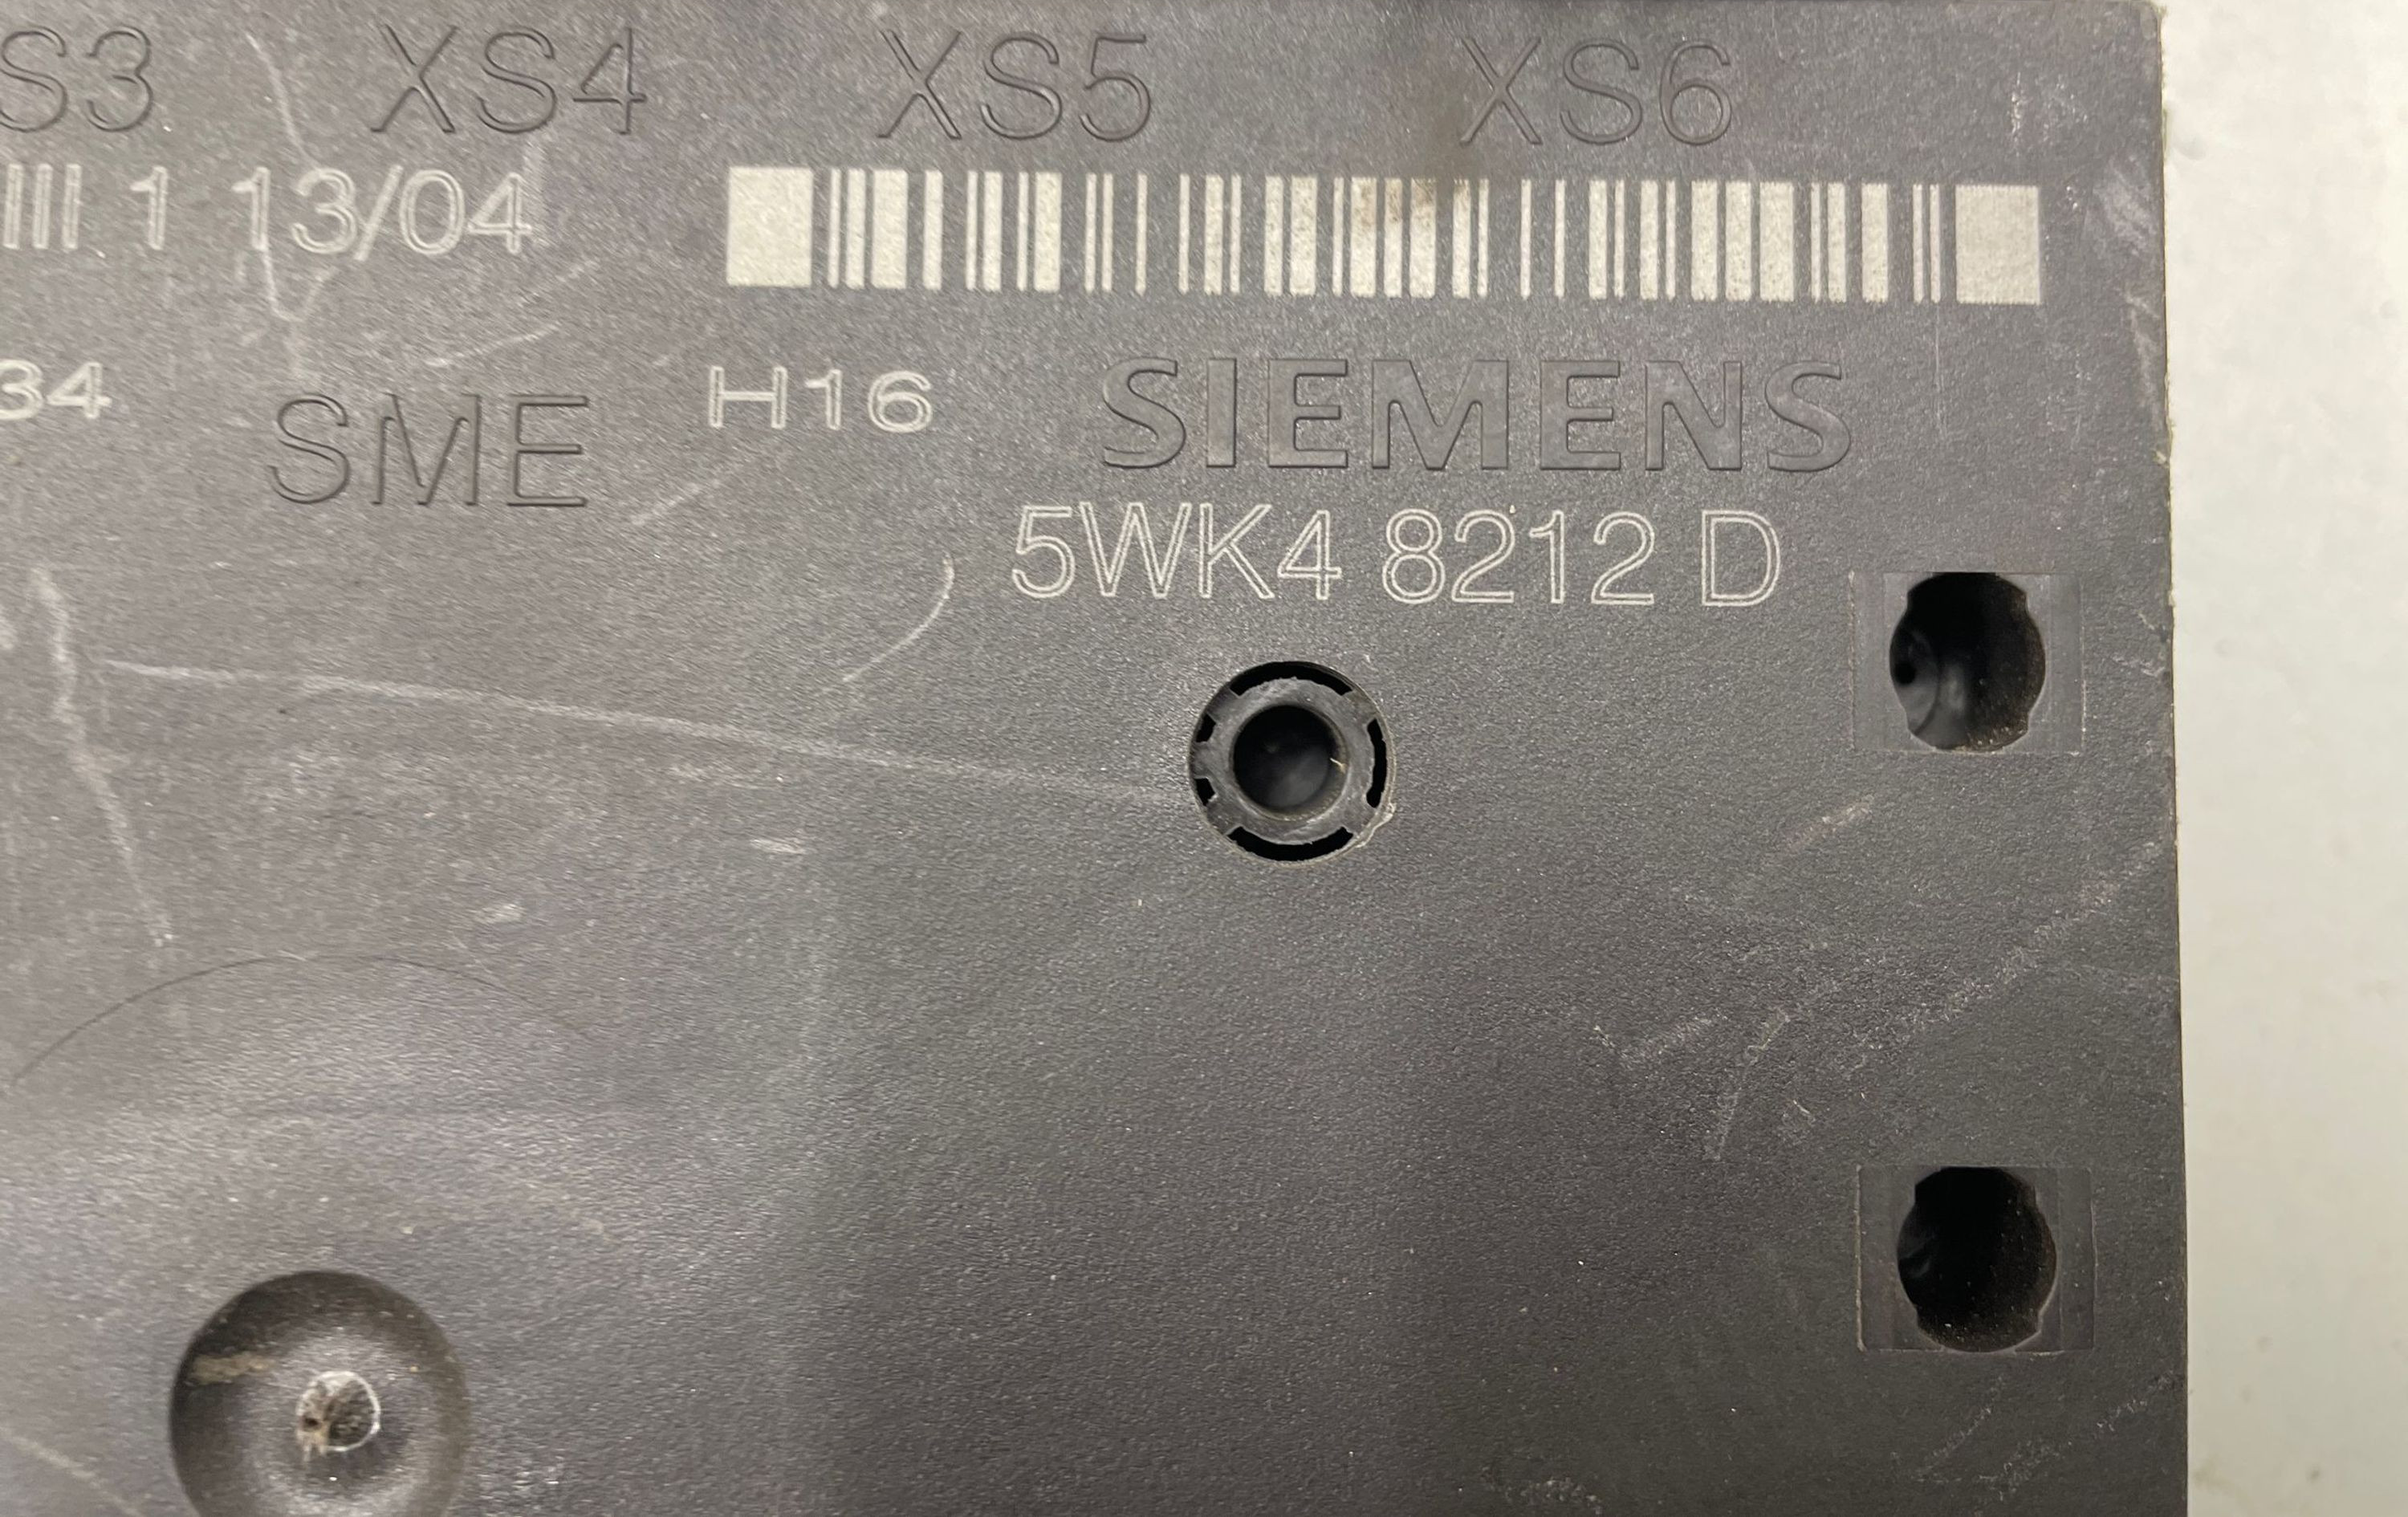 S3 XS4 XS5 XS6
III 1 13/04
34 SME H16 SIEMENS
5WK4 8212 D